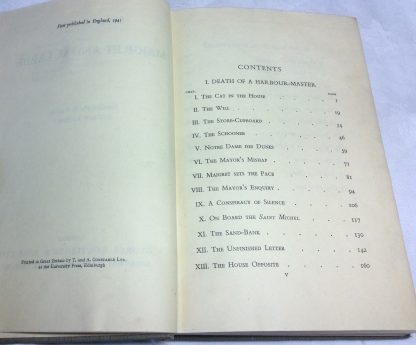 First published in England, 1941
Printed in Great Britain by T. and A. CONSTABLE LTD.
at the University Press, Edinburgh
CONTENTS
I. DEATH OF A HARBOUR-MASTER
CHAP. PAGE
I. THE CAT IN THE HOUSE . . . . 3
II. THE WILL . . . . . . 19
III. THE STORE-CUPBOARD . . . . 34
IV. THE SCHOONER . . . . . 46
V. NOTRE DAME DES DUNES . . . . 59
VI. THE MAYOR'S MISHAP . . . . 71
VII. MAIGRET SETS THE PACE . . . . 81
VIII. THE MAYOR'S ENQUIRY . . . . 94
IX. A CONSPIRACY OF SILENCE . . . . 106
X. ON BOARD THE SAINT MICHEL . . . . 117
XI. THE SAND-BANK . . . . . 130
XII. THE UNFINISHED LETTER . . . . 142
XIII. THE HOUSE OPPOSITE . . . . 160
v